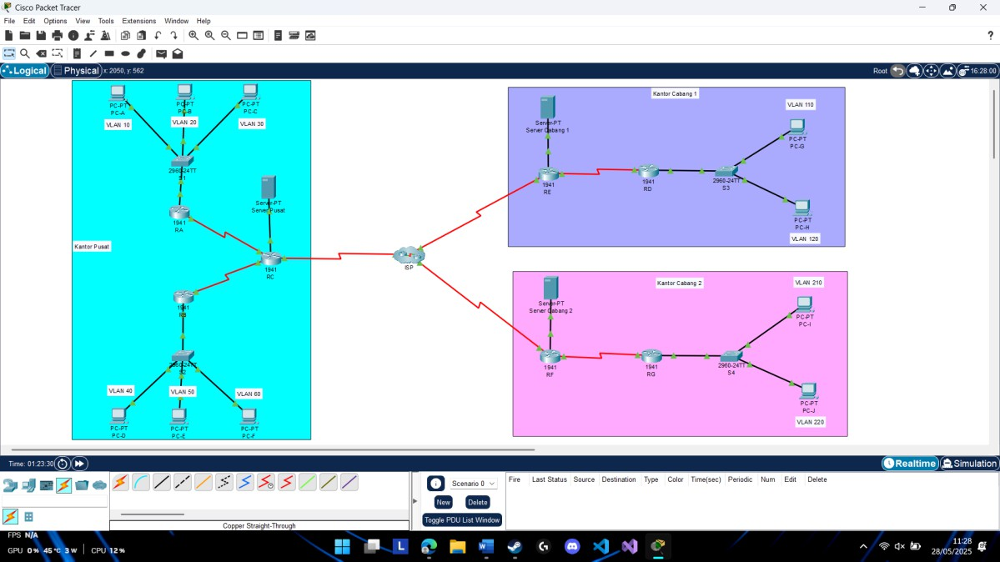 Cisco Packet Tracer
File Edit Options View Tools Extensions Window Help
?
Logical Physical x: 2050, y: 562 Root 16:28:00
PC-PT
PC-A
VLAN 10
PC-PT
PC-B
VLAN 20
PC-PT
PC-C
VLAN 30
2960-24TT
S1
1941
RA
Server-PT
Server Pusat
Kantor Pusat
1941
RC
1941
RB
2960-24TT
S2
VLAN 40
VLAN 50
VLAN 60
PC-PT
PC-D
PC-PT
PC-E
PC-PT
PC-F
ISP
Kantor Cabang 1
Server-PT
Server Cabang 1
1941
RE
1941
RD
2960-24TT
S3
VLAN 110
PC-PT
PC-G
PC-PT
PC-H
VLAN 120
Kantor Cabang 2
Server-PT
Server Cabang 2
1941
RF
1941
RG
2960-24TT
S4
VLAN 210
PC-PT
PC-I
PC-PT
PC-J
VLAN 220
Time: 01:23:30 Realtime Simulation
Scenario 0
New Delete
Toggle PDU List Window
Fire Last Status Source Destination Type Color Time(sec) Periodic Num Edit Delete
Copper Straight-Through
FPS N/A
GPU 0% 45°C 3 W CPU 12%
11:28
28/05/2025